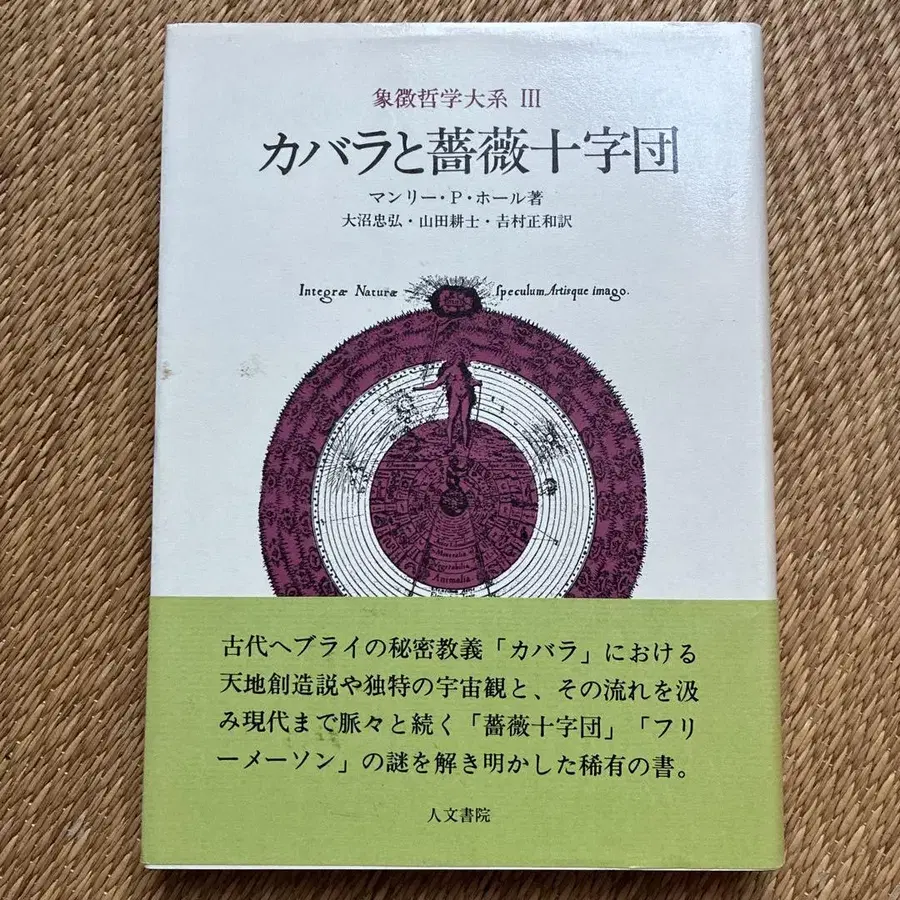 象徴哲学大系 III
カバラと薔薇十字団
マンリー・P・ホール著
大沼忠弘・山田耕士・吉村正和訳
Integræ Naturæ Speculum Artisque imago.
Animalia
古代ヘブライの秘密教義「カバラ」における
天地創造説や独特の宇宙観と、その流れを汲
み現代まで脈々と続く「薔薇十字団」「フリ
ーメーソン」の謎を解き明かした稀有の書。
人文書院